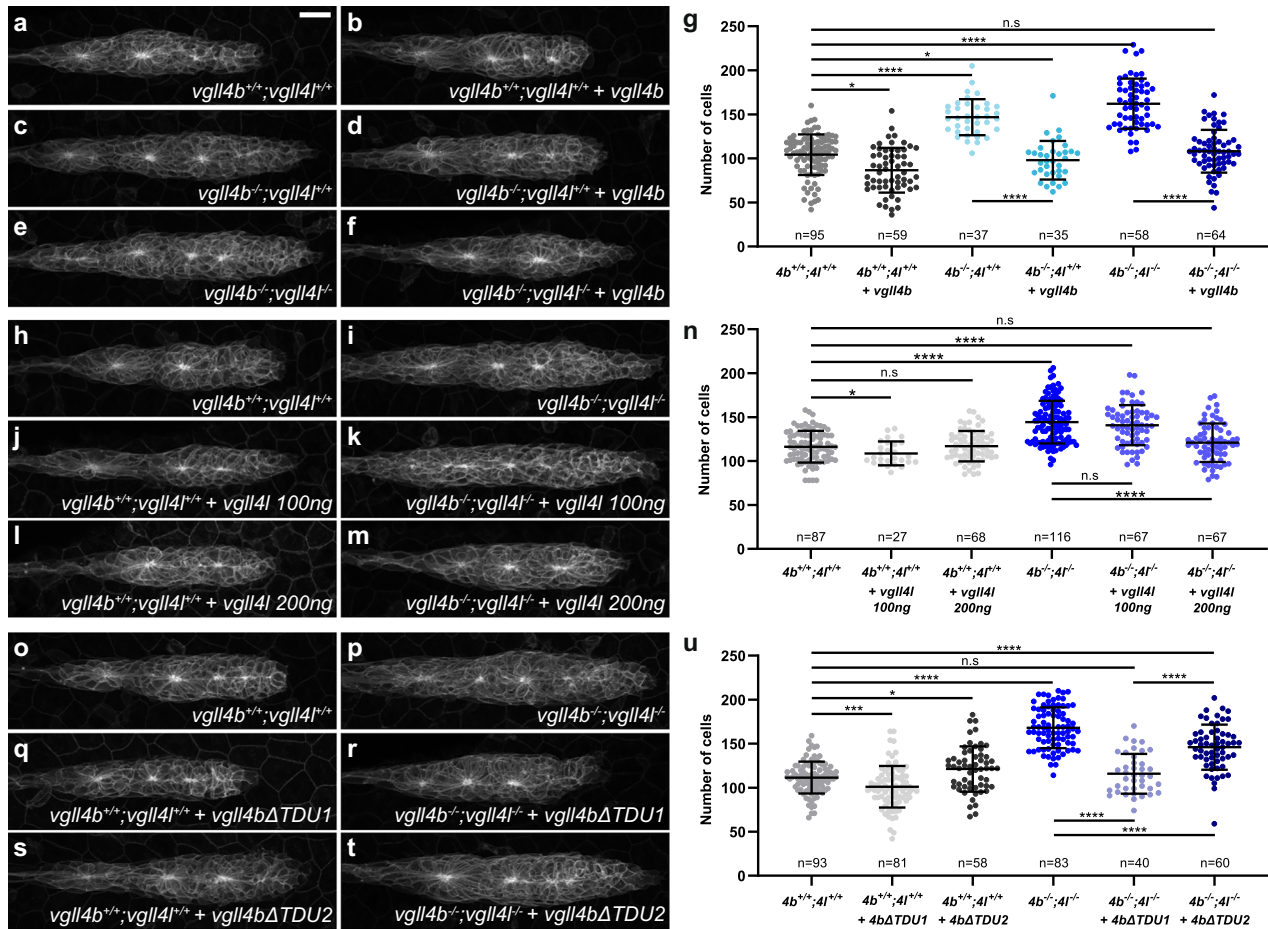 a
vgll4b+/+;vgll4l+/+
b
vgll4b+/+;vgll4l+/+ + vgll4b
c
vgll4b-/-;vgll4l+/+
d
vgll4b-/-;vgll4l+/+ + vgll4b
e
vgll4b-/-;vgll4l-/-
f
vgll4b-/-;vgll4l-/- + vgll4b
g
n.s
****
*
****
*
****
****
Number of cells
250
200
150
100
50
0
n=95
n=59
n=37
n=35
n=58
n=64
4b+/+;4l+/+
4b+/+;4l+/+
+ vgll4b
4b-/-;4l+/+
4b-/-;4l+/+
+ vgll4b
4b-/-;4l-/-
4b-/-;4l-/-
+ vgll4b
h
vgll4b+/+;vgll4l+/+
i
vgll4b-/-;vgll4l-/-
j
vgll4b+/+;vgll4l+/+ + vgll4l 100ng
k
vgll4b-/-;vgll4l-/- + vgll4l 100ng
l
vgll4b+/+;vgll4l+/+ + vgll4l 200ng
m
vgll4b-/-;vgll4l-/- + vgll4l 200ng
n
n.s
****
****
n.s
*
n.s
****
Number of cells
250
200
150
100
50
0
n=87
n=27
n=68
n=116
n=67
n=67
4b+/+;4l+/+
4b+/+;4l+/+
+ vgll4l
100ng
4b+/+;4l+/+
+ vgll4l
200ng
4b-/-;4l-/-
4b-/-;4l-/-
+ vgll4l
100ng
4b-/-;4l-/-
+ vgll4l
200ng
o
vgll4b+/+;vgll4l+/+
p
vgll4b-/-;vgll4l-/-
q
vgll4b+/+;vgll4l+/+ + vgll4bΔTDU1
r
vgll4b-/-;vgll4l-/- + vgll4bΔTDU1
s
vgll4b+/+;vgll4l+/+ + vgll4bΔTDU2
t
vgll4b-/-;vgll4l-/- + vgll4bΔTDU2
u
****
n.s
****
****
*
***
****
****
Number of cells
250
200
150
100
50
0
n=93
n=81
n=58
n=83
n=40
n=60
4b+/+;4l+/+
4b+/+;4l+/+
+ 4bΔTDU1
4b+/+;4l+/+
+ 4bΔTDU2
4b-/-;4l-/-
4b-/-;4l-/-
+ 4bΔTDU1
4b-/-;4l-/-
+ 4bΔTDU2